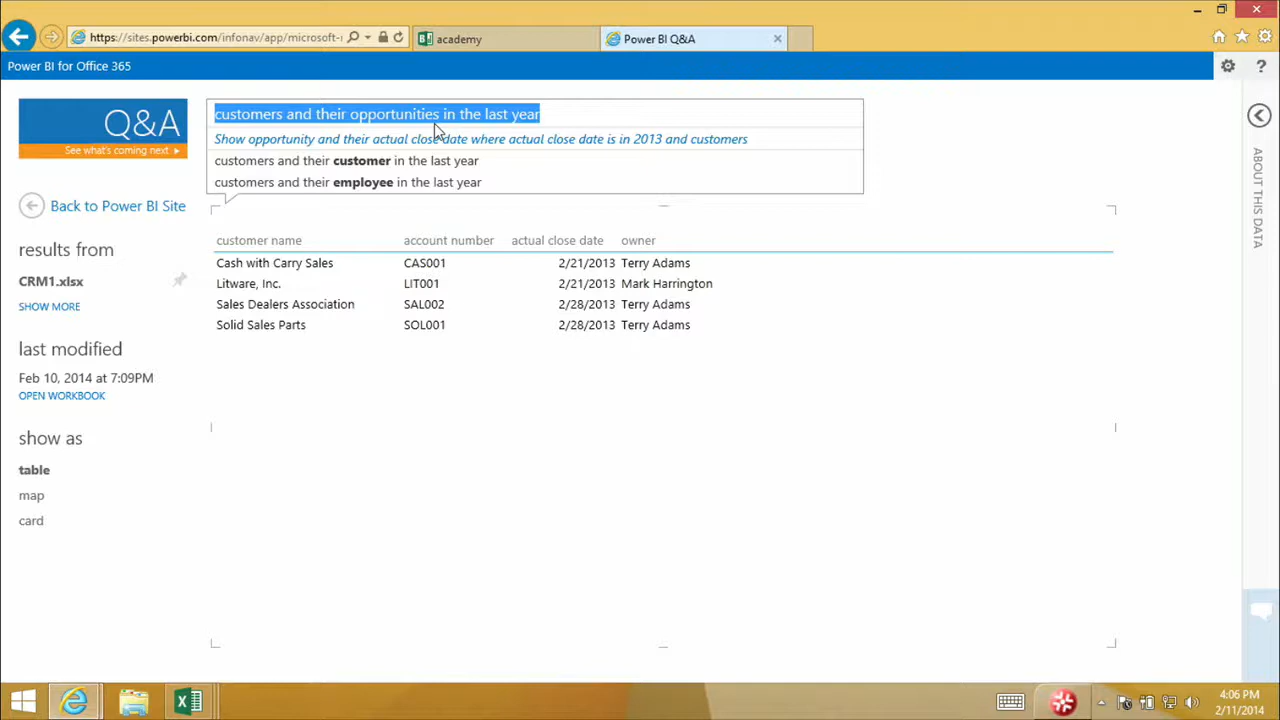 https://sites.powerbi.com/infonav/app/microsoft-
academy
Power BI Q&A
Power BI for Office 365
Q&A
See what's coming next
customers and their opportunities in the last year
Show opportunity and their actual close date where actual close date is in 2013 and customers
customers and their customer in the last year
customers and their employee in the last year
Back to Power BI Site
results from
CRM1.xlsx
SHOW MORE
last modified
Feb 10, 2014 at 7:09PM
OPEN WORKBOOK
show as
table
map
card
customer name account number actual close date owner
Cash with Carry Sales CAS001 2/21/2013 Terry Adams
Litware, Inc. LIT001 2/21/2013 Mark Harrington
Sales Dealers Association SAL002 2/28/2013 Terry Adams
Solid Sales Parts SOL001 2/28/2013 Terry Adams
ABOUT THIS DATA
4:06 PM
2/11/2014